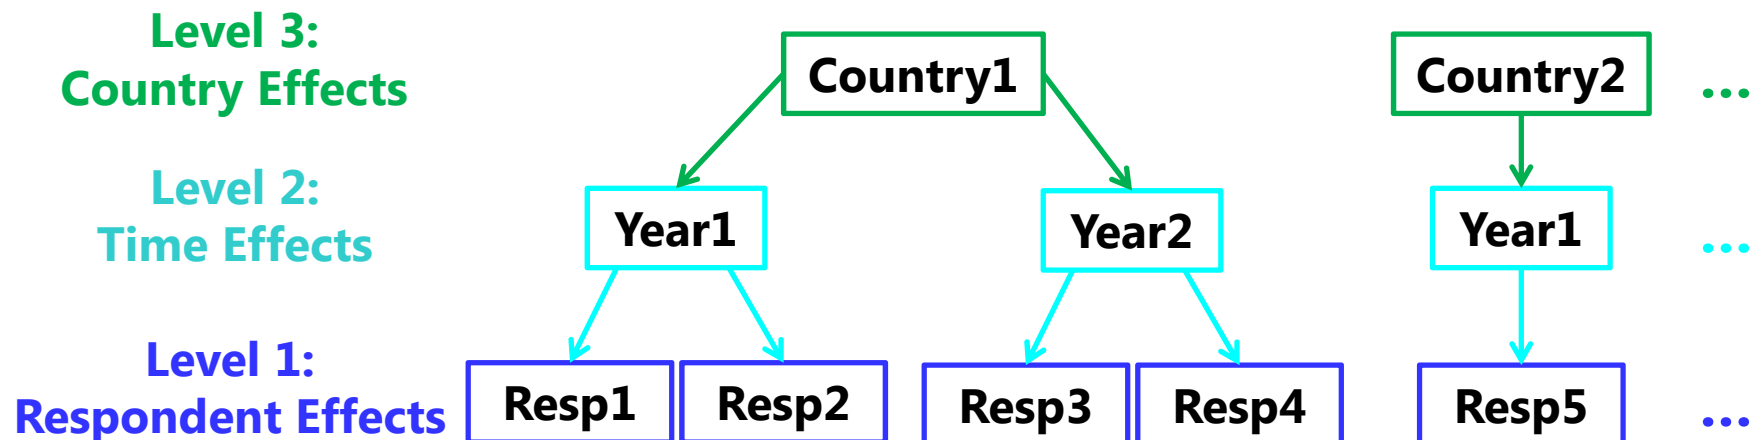 Level 3:
Country Effects
Country1
Country2
...
Level 2:
Time Effects
Year1
Year2
Year1
...
Level 1:
Respondent Effects
Resp1
Resp2
Resp3
Resp4
Resp5
...